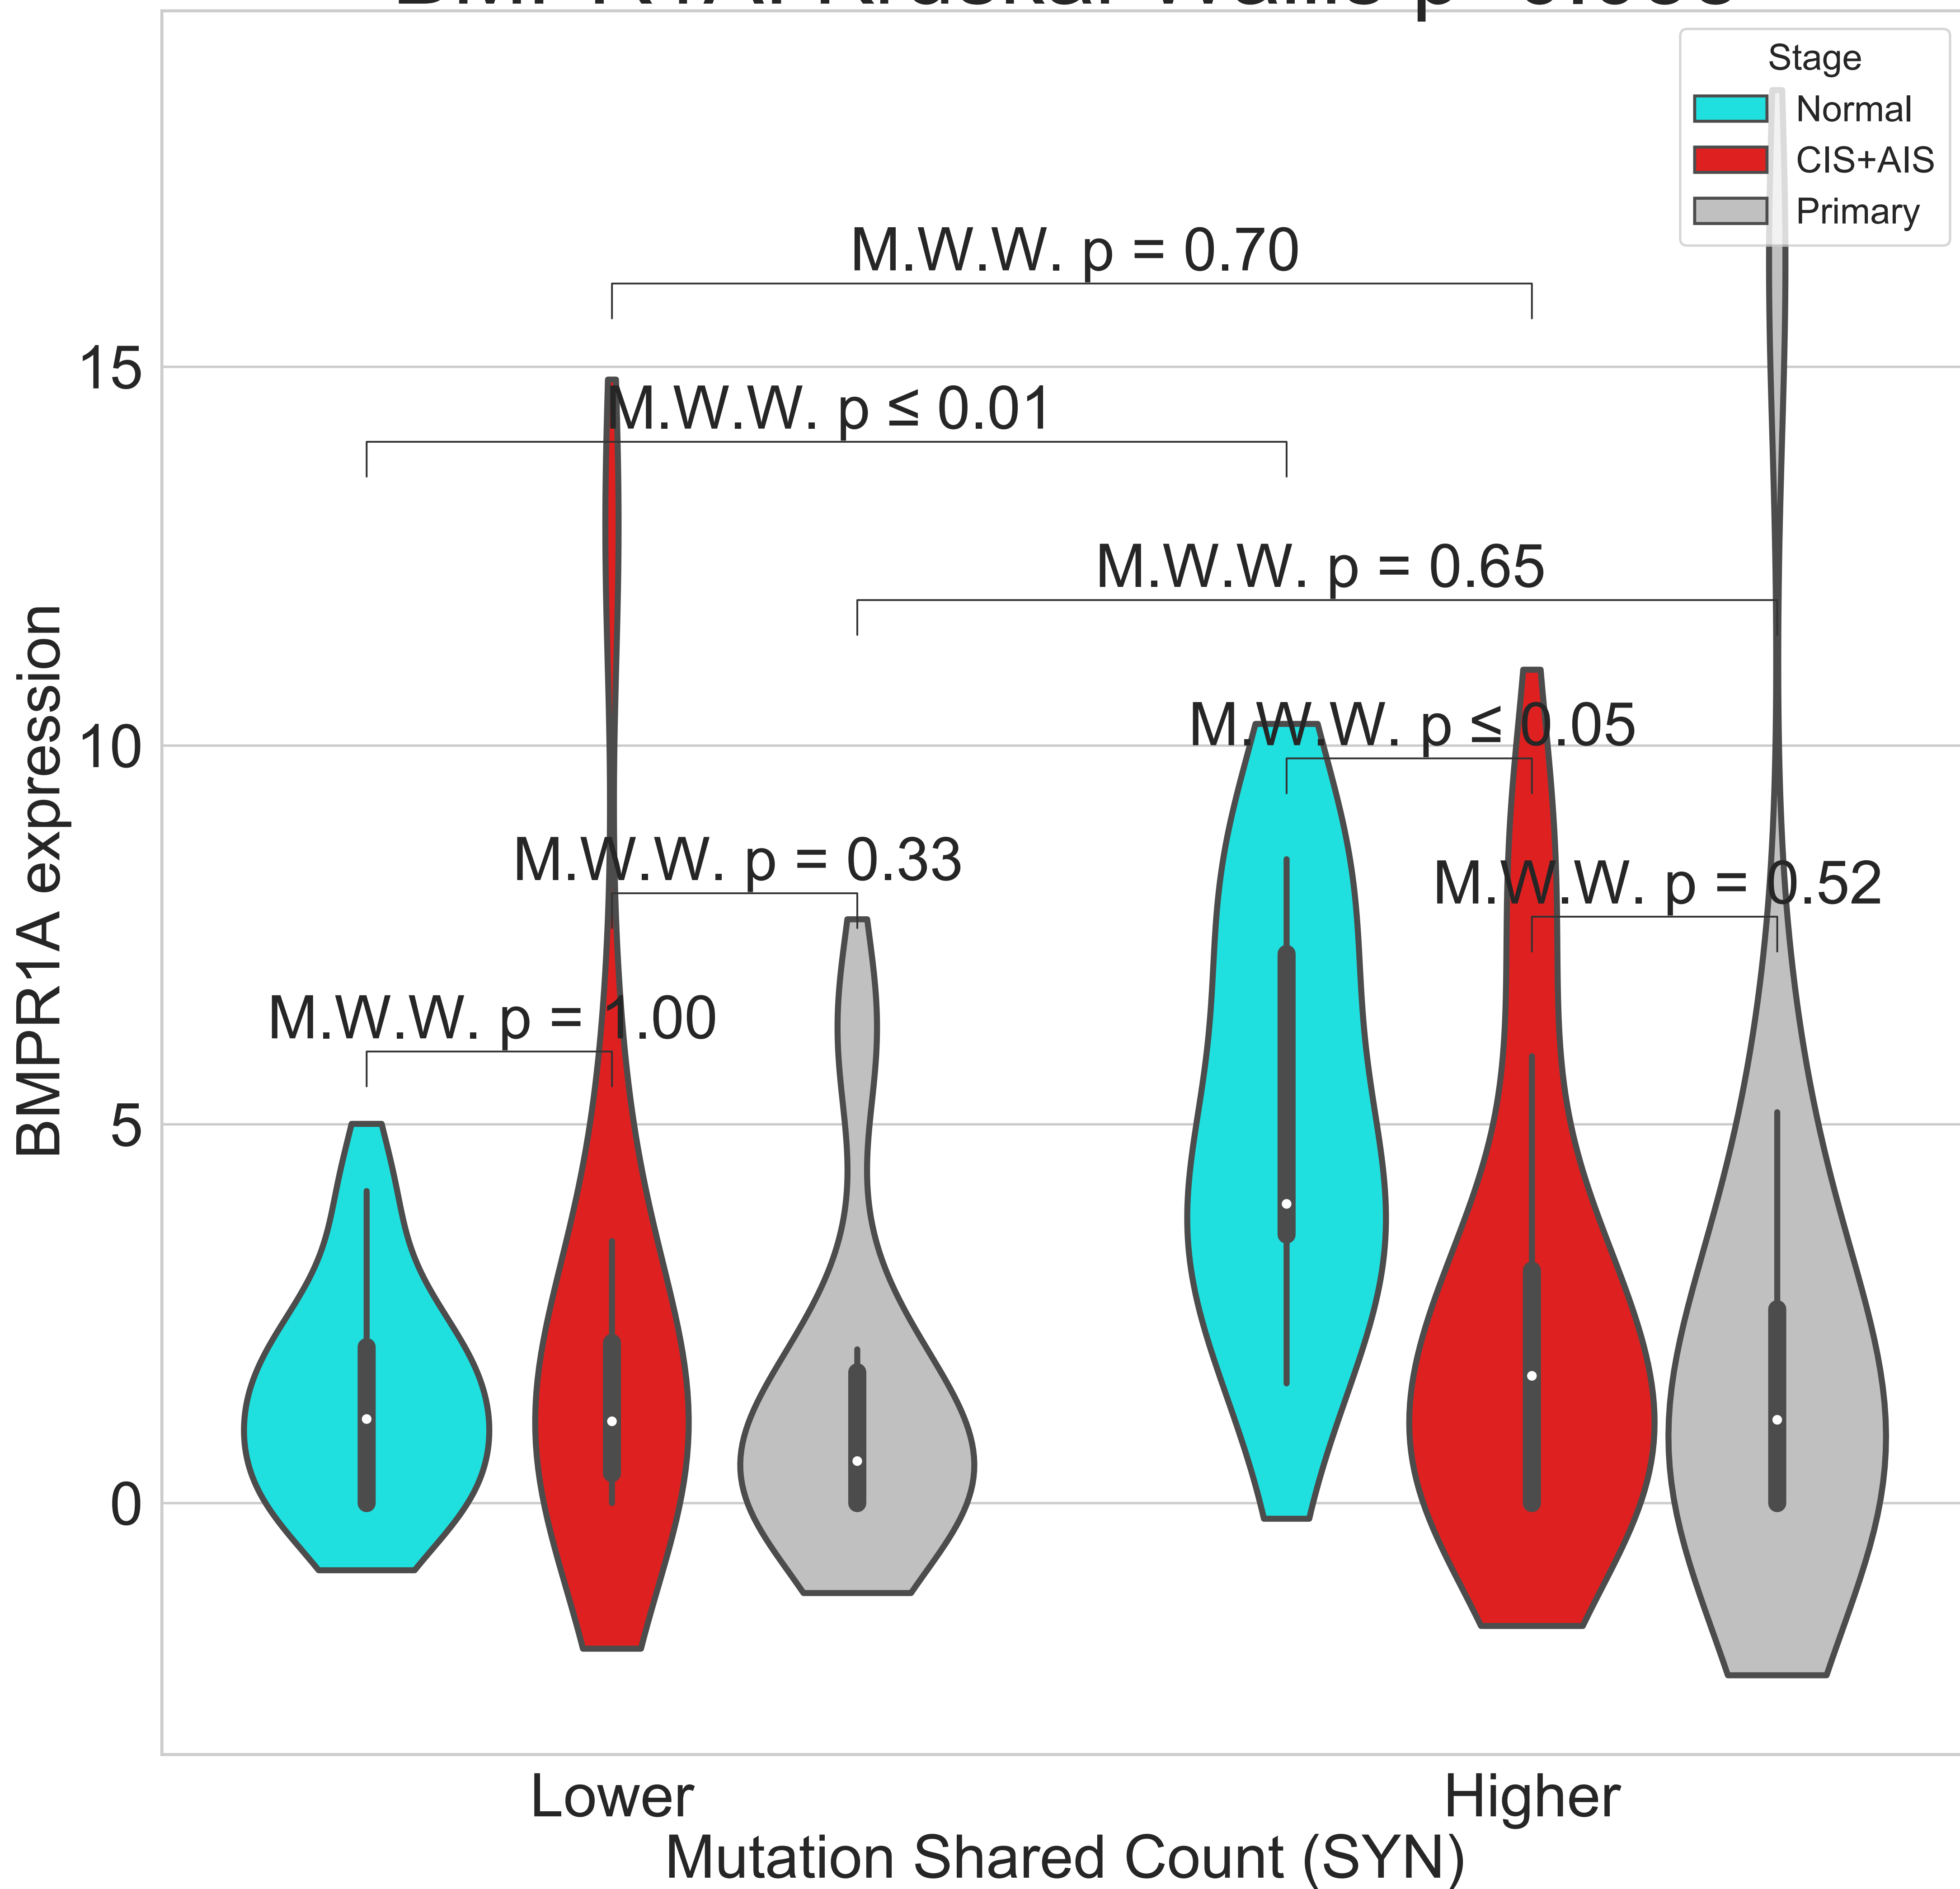 Stage
Normal
CIS+AIS
Primary
M.W.W. p = 0.70
15
M.W.W. p ≤ 0.01
M.W.W. p = 0.65
M.W.W. p ≤ 0.05
10
M.W.W. p = 0.33
M.W.W. p = 0.52
M.W.W. p = 1.00
5
0
BMPR1A expression
Lower
Higher
Mutation Shared Count (SYN)